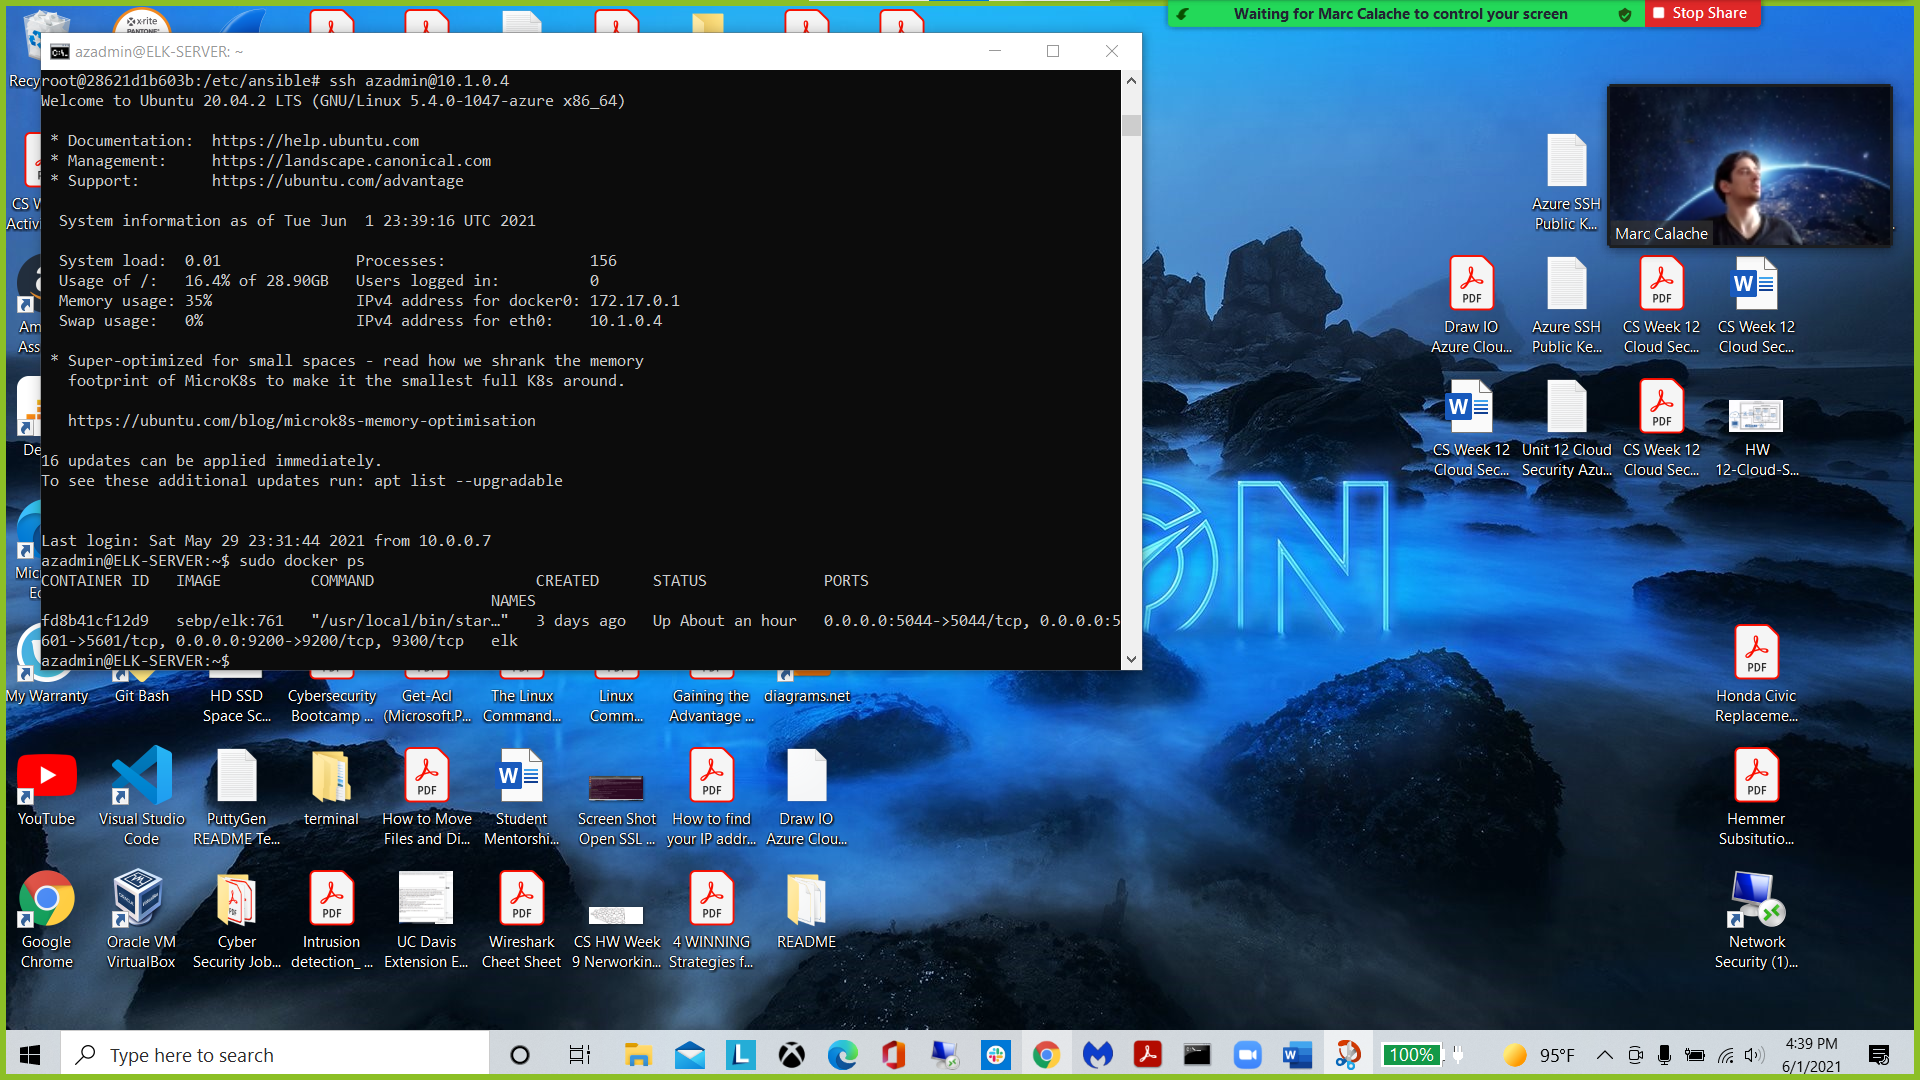 Waiting for Marc Calache to control your screen
Stop Share
x·rite
PANTONE
azadmin@ELK-SERVER: ~
root@28621d1b603b:/etc/ansible# ssh azadmin@10.1.0.4
Welcome to Ubuntu 20.04.2 LTS (GNU/Linux 5.4.0-1047-azure x86_64)
* Documentation:  https://help.ubuntu.com
* Management:     https://landscape.canonical.com
* Support:        https://ubuntu.com/advantage
System information as of Tue Jun  1 23:39:16 UTC 2021
System load:  0.01               Processes:                156
Usage of /:   16.4% of 28.90GB   Users logged in:          0
Memory usage: 35%                IPv4 address for docker0: 172.17.0.1
Swap usage:   0%                 IPv4 address for eth0:    10.1.0.4
* Super-optimized for small spaces - read how we shrank the memory
footprint of MicroK8s to make it the smallest full K8s around.
https://ubuntu.com/blog/microk8s-memory-optimisation
16 updates can be applied immediately.
To see these additional updates run: apt list --upgradable
Last login: Sat May 29 23:31:44 2021 from 10.0.0.7
azadmin@ELK-SERVER:~$ sudo docker ps
CONTAINER ID   IMAGE          COMMAND                  CREATED      STATUS             PORTS
NAMES
fd8b41cf12d9   sebp/elk:761   "/usr/local/bin/star…"   3 days ago   Up About an hour   0.0.0.0:5044->5044/tcp, 0.0.0.0:5
601->5601/tcp, 0.0.0.0:9200->9200/tcp, 9300/tcp   elk
azadmin@ELK-SERVER:~$
Recy
CS W
Activi
Am
Ass
De
Mic
Ec
Marc Calache
Azure SSH
Public K...
Draw IO
Azure Clou...
Azure SSH
Public Ke...
CS Week 12
Cloud Sec...
CS Week 12
Cloud Sec...
CS Week 12
Cloud Sec...
Unit 12 Cloud
Security Azu...
CS Week 12
Cloud Sec...
HW
12-Cloud-S...
ON
My Warranty
Git Bash
HD SSD
Space Sc...
Cybersecurity
Bootcamp ...
Get-Acl
(Microsoft.P...
The Linux
Command...
Linux
Comm...
Gaining the
Advantage ...
diagrams.net
Honda Civic
Replaceme...
YouTube
Visual Studio
Code
PuttyGen
README Te...
terminal
How to Move
Files and Di...
Student
Mentorshi...
Screen Shot
Open SSL ...
How to find
your IP addr...
Draw IO
Azure Clou...
Hemmer
Subsitutio...
Google
Chrome
Oracle VM
VirtualBox
Cyber
Security Job...
Intrusion
detection_ ...
UC Davis
Extension E...
Wireshark
Cheet Sheet
CS HW Week
9 Nerworkin...
4 WINNING
Strategies f...
README
Network
Security (1)...
Type here to search
100%
95°F
4:39 PM
6/1/2021